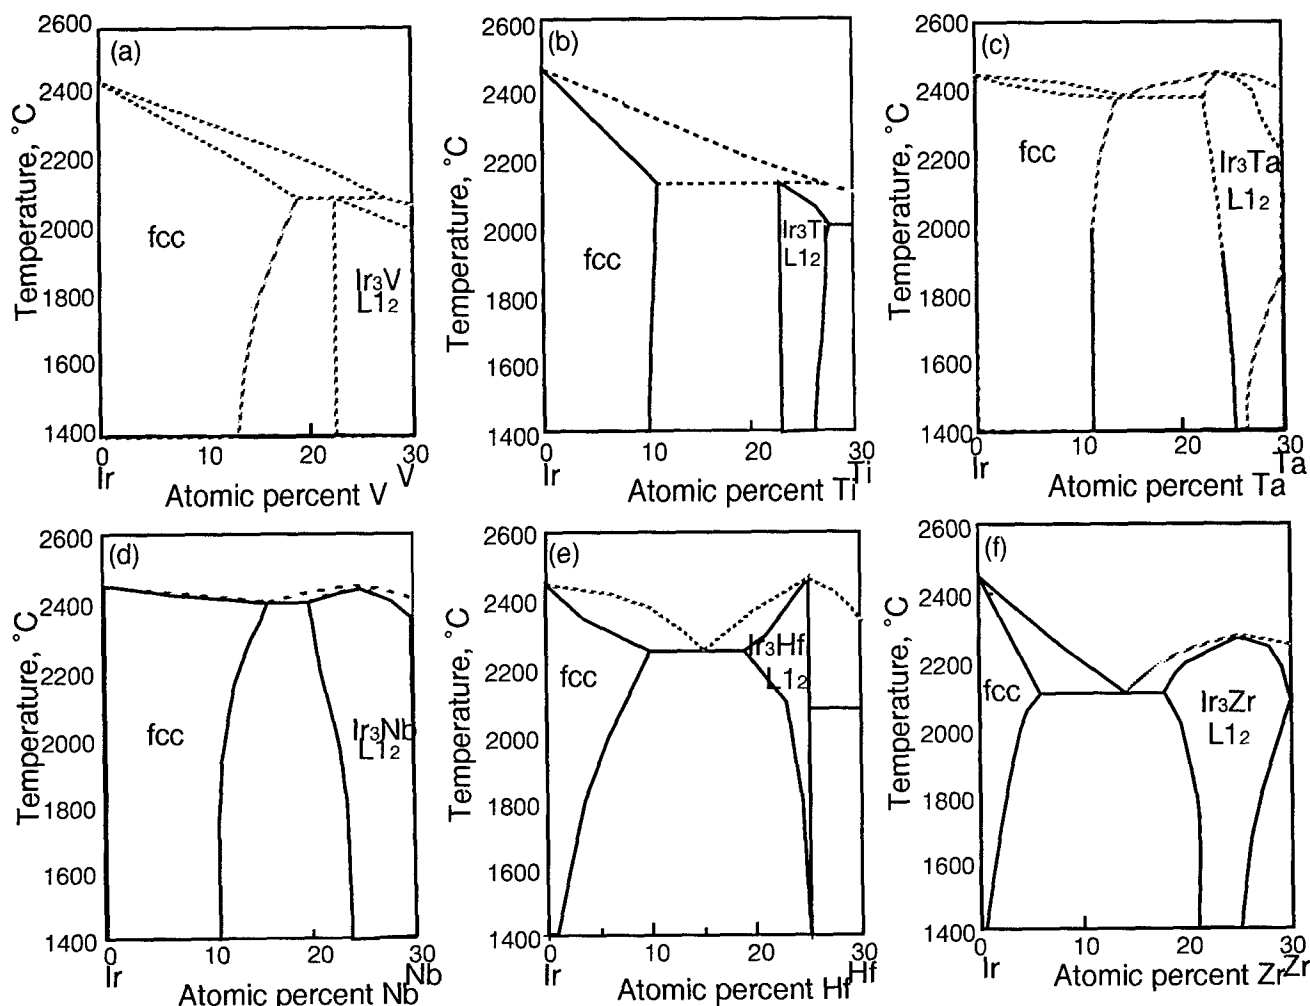 (a)
2600
2400
2200
2000
1800
1600
1400
Temperature, °C
fcc
Ir₃V
L1₂
0 10 20 30
Ir V
Atomic percent V
(b)
2600
2400
2200
2000
1800
1600
1400
Temperature, °C
fcc
Ir₃Ti
L1₂
0 10 20 30
Ir Ti
Atomic percent Ti
(c)
2600
2400
2200
2000
1800
1600
1400
Temperature, °C
fcc
Ir₃Ta
L1₂
0 10 20 30
Ir Ta
Atomic percent Ta
(d)
2600
2400
2200
2000
1800
1600
1400
Temperature, °C
fcc
Ir₃Nb
L1₂
0 10 20 30
Ir Nb
Atomic percent Nb
(e)
2600
2400
2200
2000
1800
1600
1400
Temperature, °C
fcc
Ir₃Hf
L1₂
0 10 20 30
Ir Hf
Atomic percent Hf
(f)
2600
2400
2200
2000
1800
1600
1400
Temperature, °C
fcc
Ir₃Zr
L1₂
0 10 20 30
Ir Zr
Atomic percent Zr